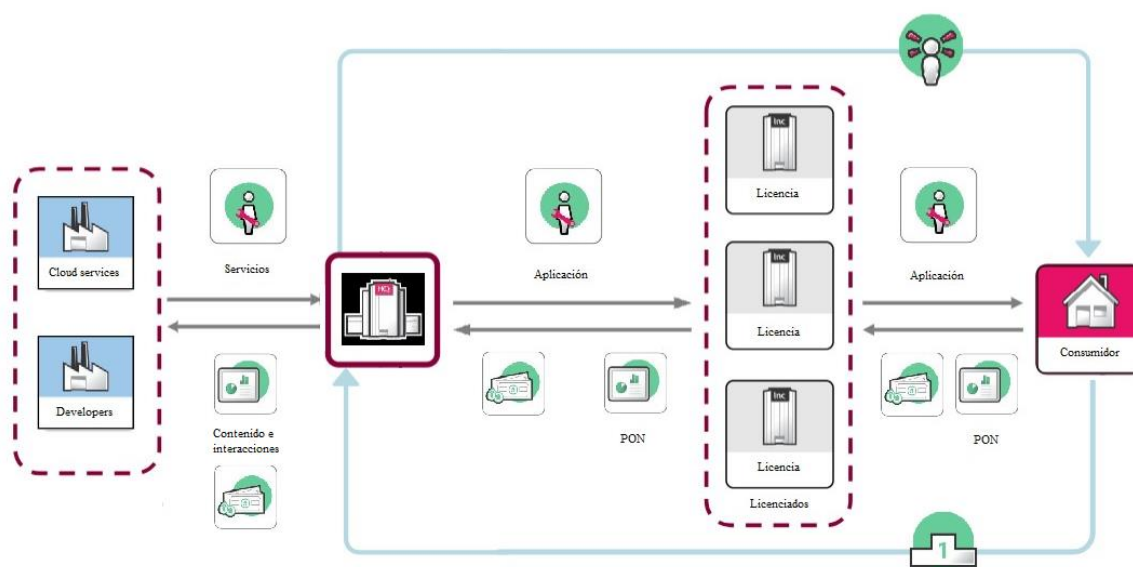 Inc
Licencia
Cloud services
Servicios
Aplicación
Inc
Licencia
Aplicación
HQ
Consumidor
Developers
Contenido e
interacciones
PON
Inc
Licencia
PON
Licenciados
1